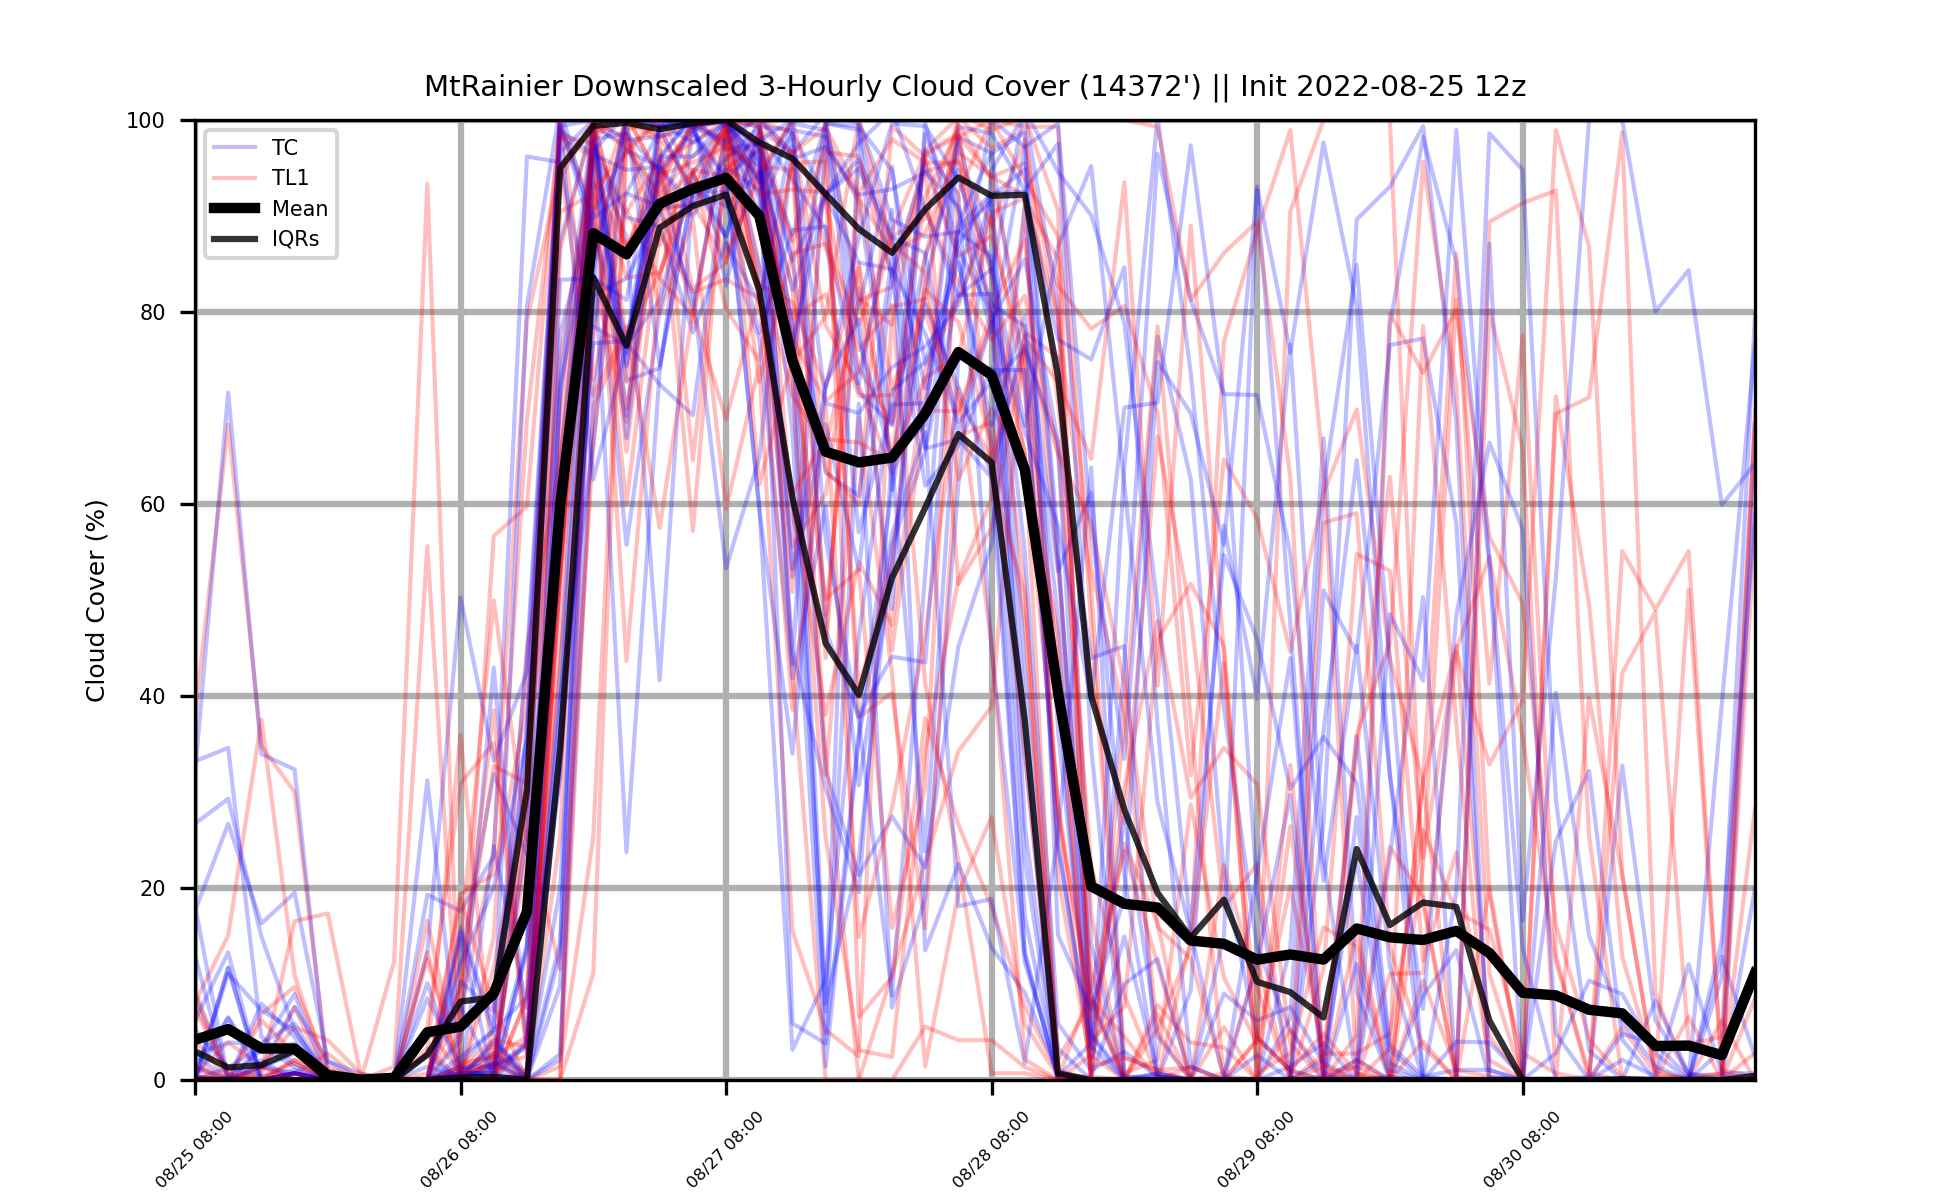 MtRainier Downscaled 3-Hourly Cloud Cover (14372') || Init 2022-08-25 12z
100
80
60
40
20
0
Cloud Cover (%)
TC
TL1
Mean
IQRs
08/25 08:00
08/26 08:00
08/27 08:00
08/28 08:00
08/29 08:00
08/30 08:00